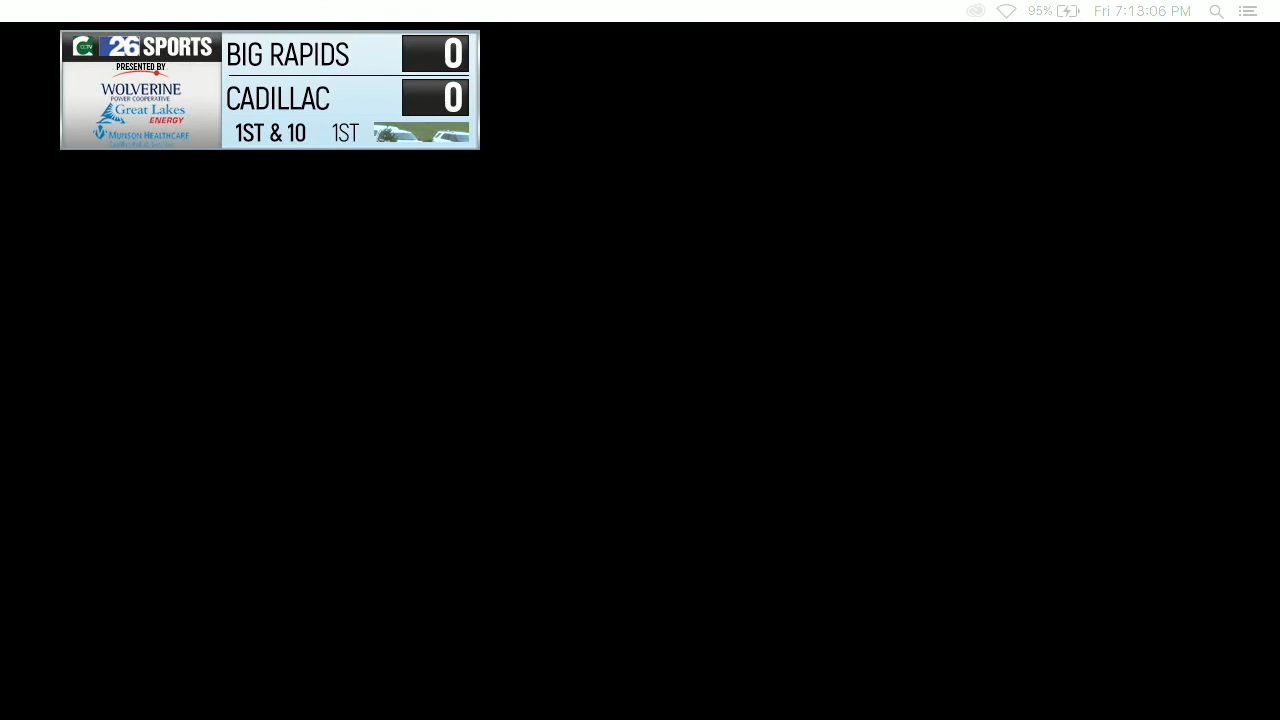 95% Fri 7:13:06 PM
CCTV 26 SPORTS
PRESENTED BY
WOLVERINE
POWER COOPERATIVE
Great Lakes
ENERGY
MUNSON HEALTHCARE
BIG RAPIDS 0
CADILLAC 0
1ST & 10 1ST